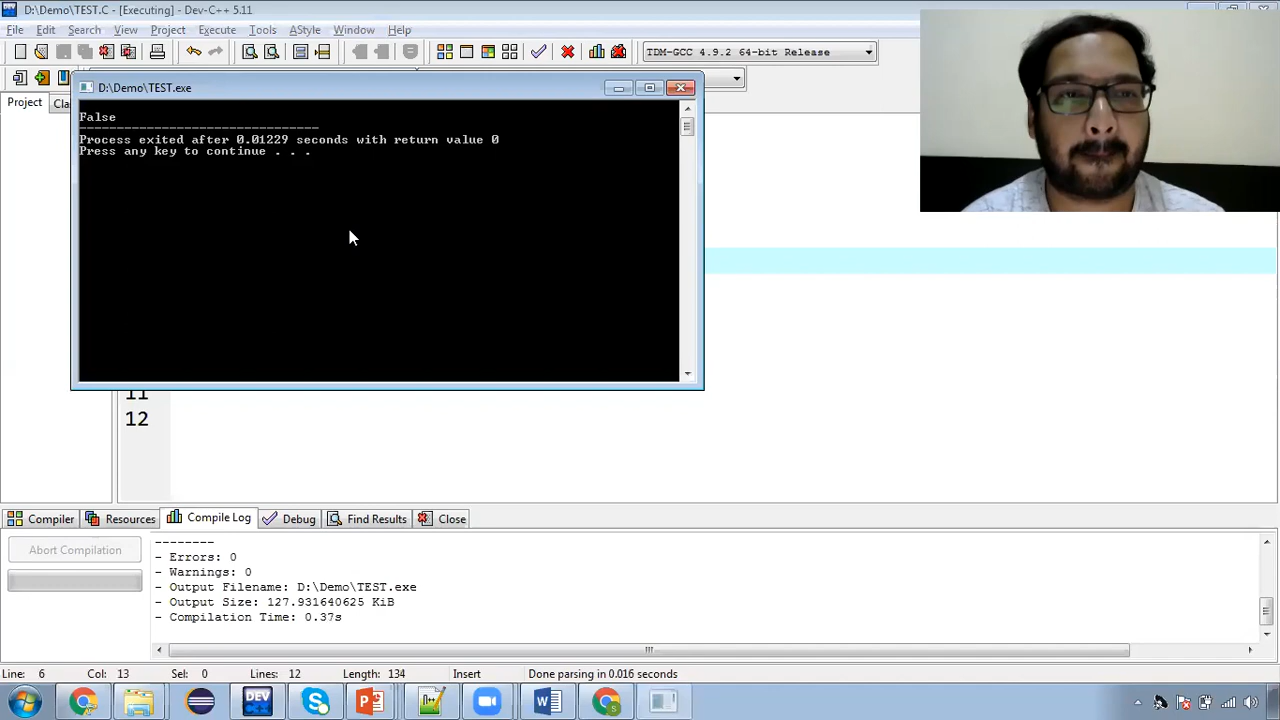 D:\Demo\TEST.C - [Executing] - Dev-C++ 5.11
File Edit Search View Project Execute Tools AStyle Window Help
TDM-GCC 4.9.2 64-bit Release
D:\Demo\TEST.exe
Project Cla
False
--------------------------------
Process exited after 0.01229 seconds with return value 0
Press any key to continue . . .
11
12
Compiler Resources Compile Log Debug Find Results Close
--------
Abort Compilation
- Errors: 0
- Warnings: 0
- Output Filename: D:\Demo\TEST.exe
- Output Size: 127.931640625 KiB
- Compilation Time: 0.37s
Line: 6 Col: 13 Sel: 0 Lines: 12 Length: 134 Insert Done parsing in 0.016 seconds
DEV